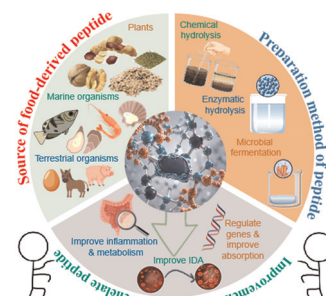 Source of food-derived peptide
Plants
Marine organisms
Terrestrial organisms
Preparation method of peptide
Chemical
hydrolysis
Enzymatic
hydrolysis
Microbial
fermentation
Improve inflammation
& metabolism
Regulate
genes &
improve
absorption
Improve IDA
peptide